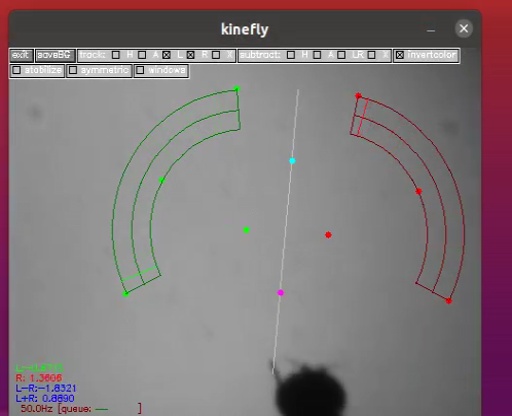 kinefly
exit saveBG track: H A L R X subtract: H A LR X invertcolor
stabilize symmetric windows
R: 1.3606
L-R:-1.8321
L+R: 0.8890
50.0Hz [queue: ]